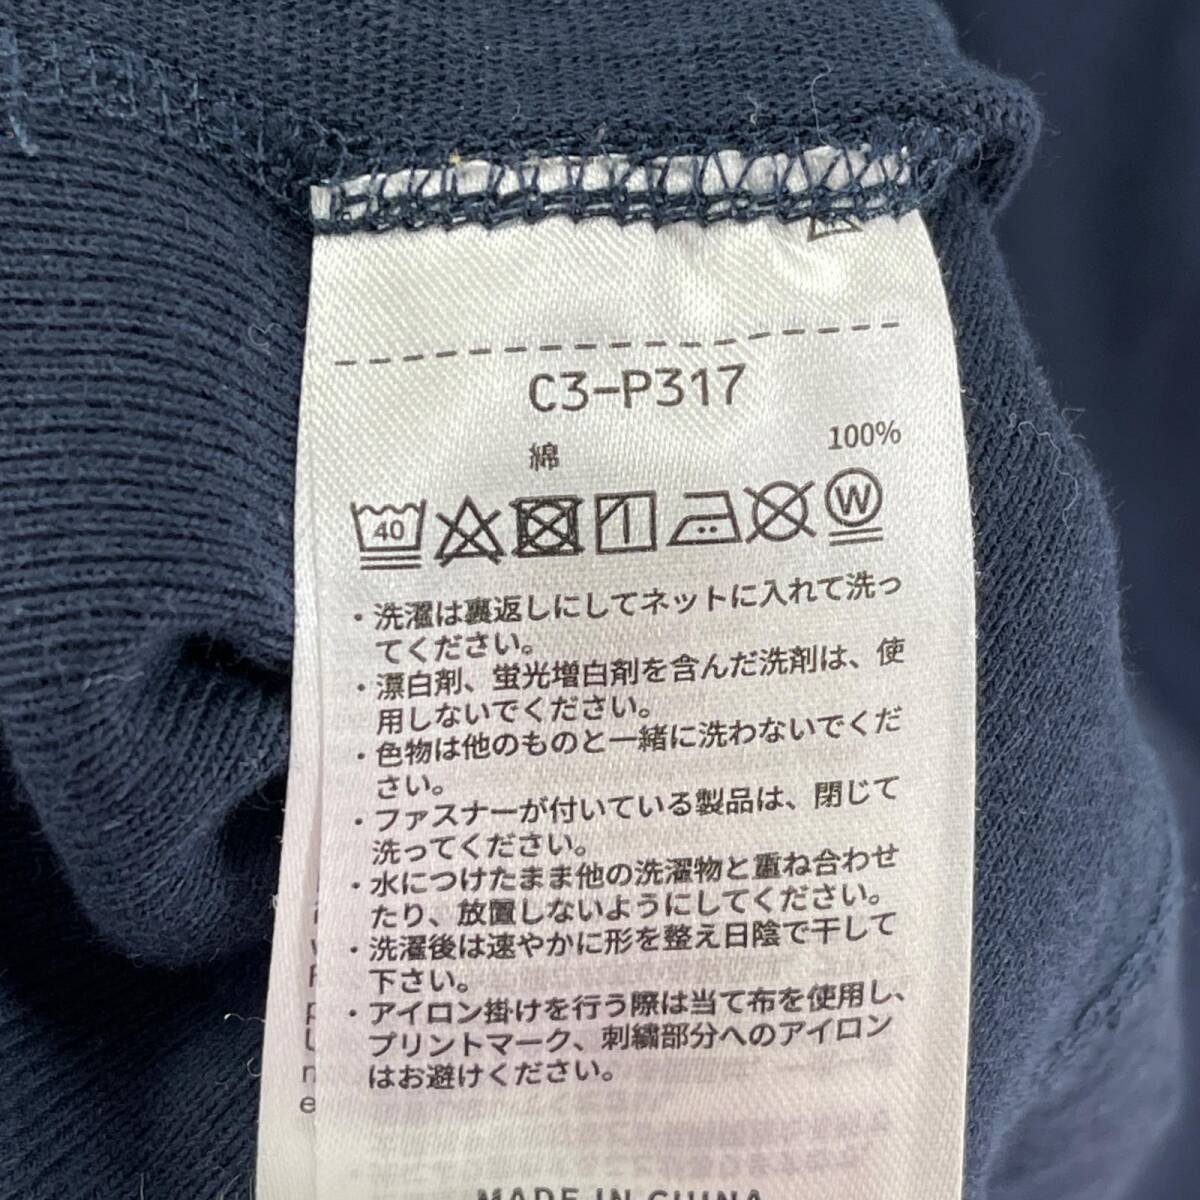 C3-P317
綿 100%
40 W
・洗濯は裏返しにしてネットに入れて洗っ
てください。
・漂白剤、蛍光増白剤を含んだ洗剤は、使
用しないでください。
・色物は他のものと一緒に洗わないでくだ
さい。
・ファスナーが付いている製品は、閉じて
洗ってください。
・水につけたまま他の洗濯物と重ね合わせ
たり、放置しないようにしてください。
・洗濯後は速やかに形を整え日陰で干して
下さい。
・アイロン掛けを行う際は当て布を使用し、
プリントマーク、刺繍部分へのアイロン
はお避けください。
MADE IN CHINA